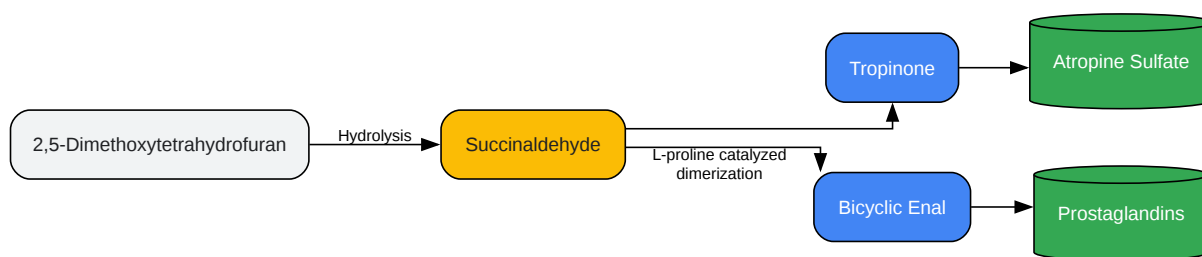 2,5-Dimethoxytetrahydrofuran
Hydrolysis
Succinaldehyde
L-proline catalyzed
dimerization
Tropinone
Atropine Sulfate
Bicyclic Enal
Prostaglandins